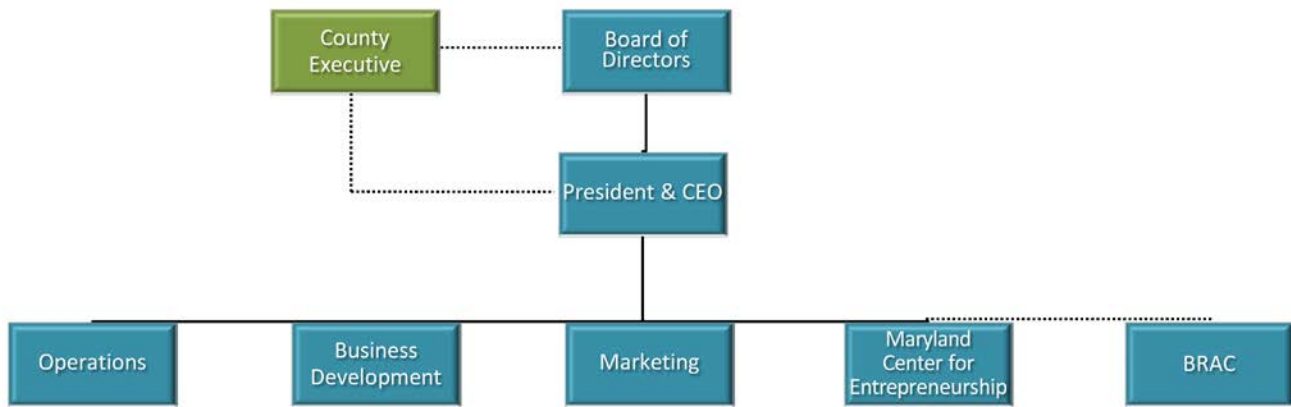 County
Executive
Board of
Directors
President & CEO
Operations
Business
Development
Marketing
Maryland
Center for
Entrepreneurship
BRAC